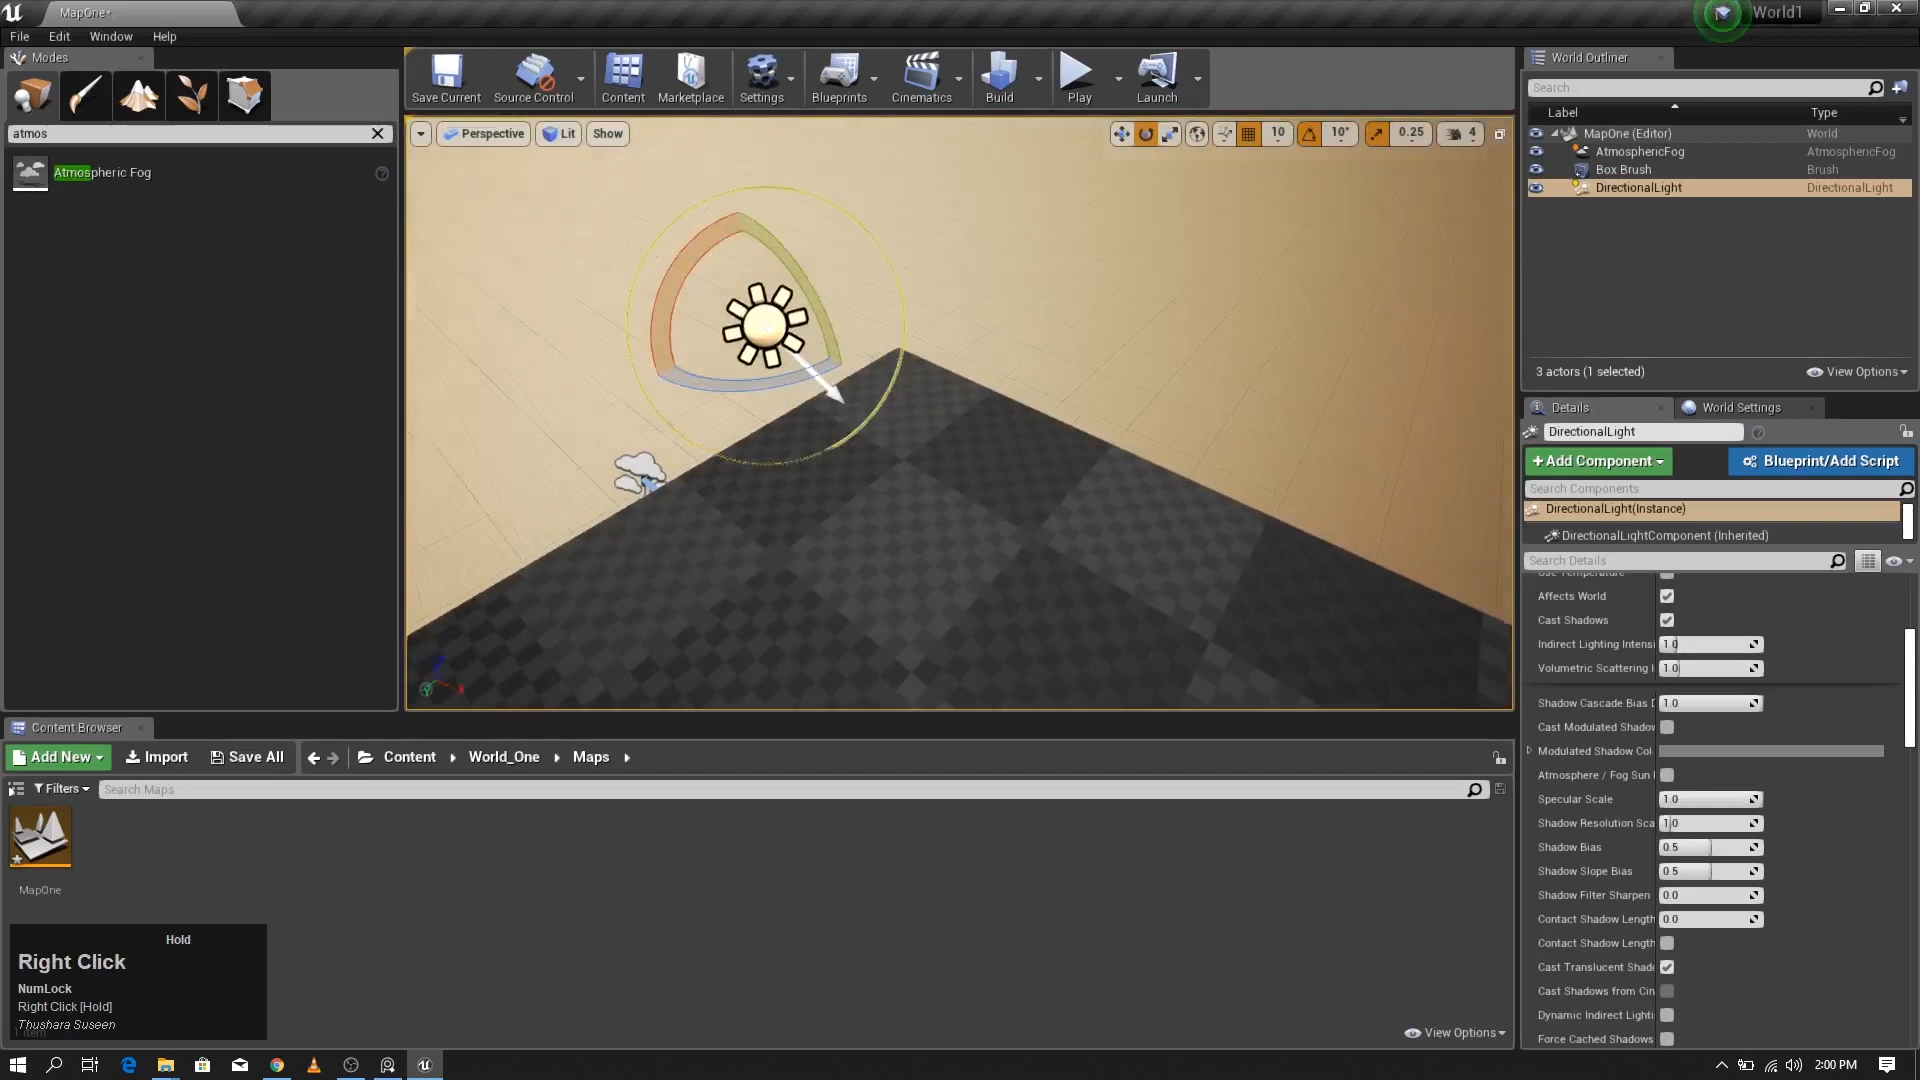 MapOne*
World1
File Edit Window Help
Modes
atmos
Atmospheric Fog
Save Current
Source Control
Content
Marketplace
Settings
Blueprints
Cinematics
Build
Play
Launch
Perspective
Lit
Show
10
10°
0.25
4
World Outliner
Search...
Label Type
MapOne (Editor) World
AtmosphericFog AtmosphericFog
Box Brush Brush
DirectionalLight DirectionalLight
3 actors (1 selected)
View Options
Details
World Settings
DirectionalLight
+Add Component
Blueprint/Add Script
Search Components
DirectionalLight(Instance)
DirectionalLightComponent (Inherited)
Search Details
Use Temperature
Affects World
Cast Shadows
Indirect Lighting Intensi 1.0
Volumetric Scattering I 1.0
Shadow Cascade Bias D 1.0
Cast Modulated Shadow
Modulated Shadow Col
Atmosphere / Fog Sun
Specular Scale 1.0
Shadow Resolution Sca 1.0
Shadow Bias 0.5
Shadow Slope Bias 0.5
Shadow Filter Sharpen 0.0
Contact Shadow Length 0.0
Contact Shadow Length
Cast Translucent Shado
Cast Shadows from Cin
Dynamic Indirect Lighti
Force Cached Shadows
Content Browser
Add New
Import
Save All
Content
World_One
Maps
Filters
Search Maps
MapOne
Hold
Right Click
NumLock
Right Click [Hold]
Thushara Suseen
1 item
View Options
2:00 PM